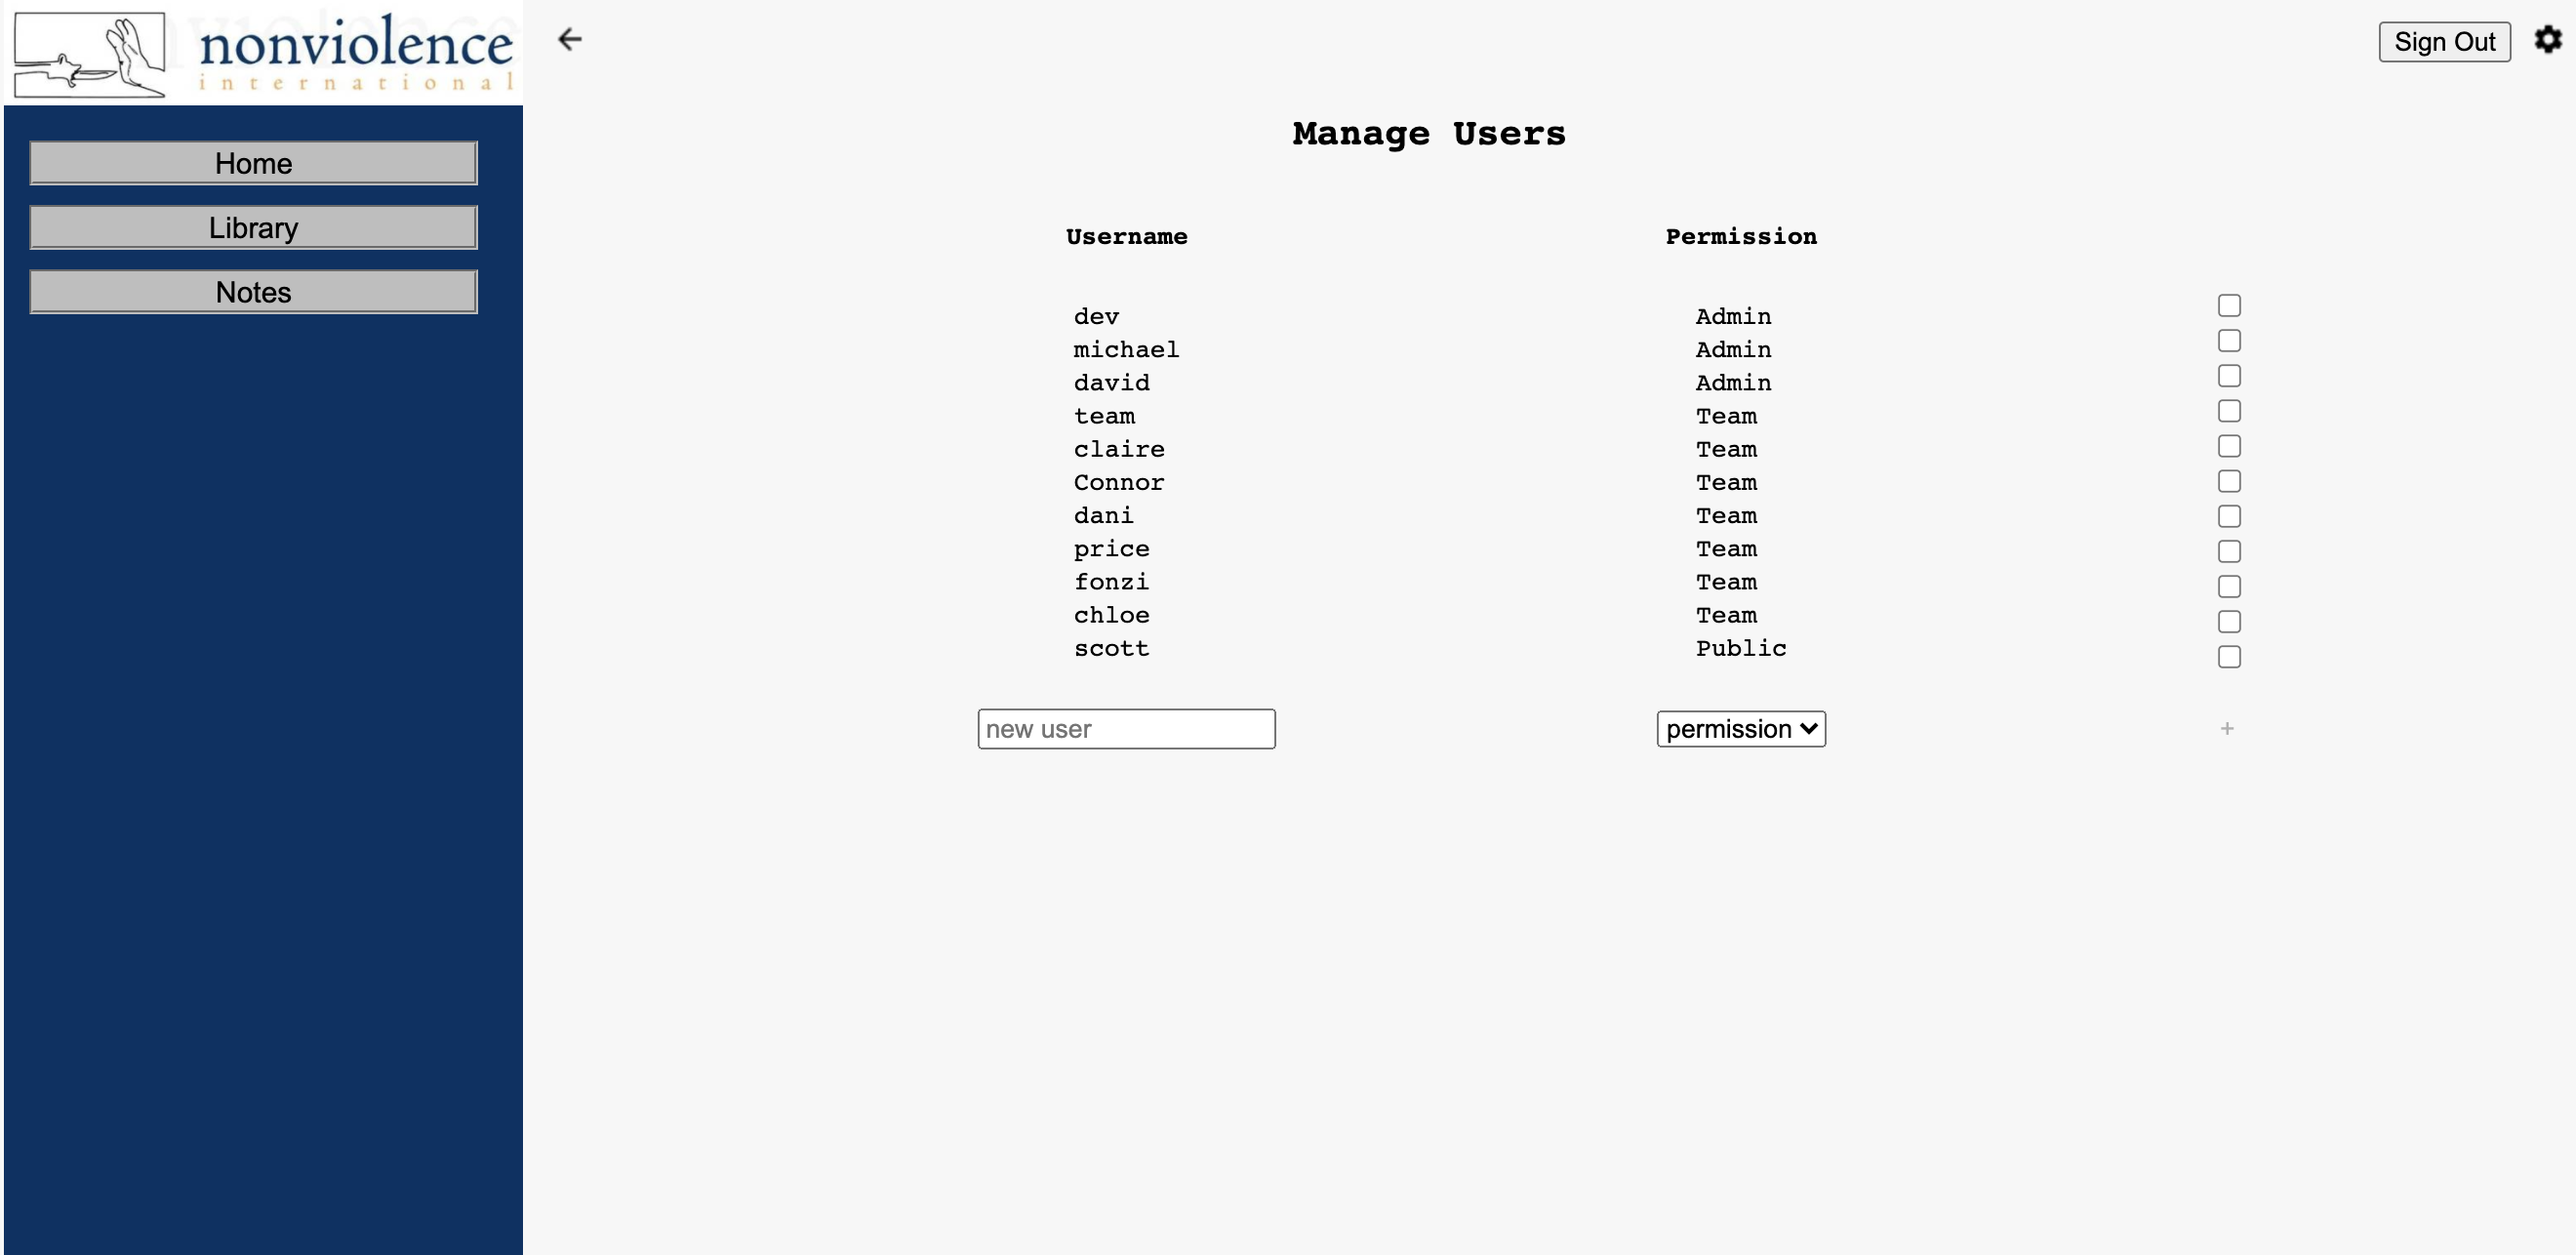 nonviolence
international
Sign Out
Home
Library
Notes
Manage Users
Username Permission
dev Admin
michael Admin
david Admin
team Team
claire Team
Connor Team
dani Team
price Team
fonzi Team
chloe Team
scott Public
new user permission +